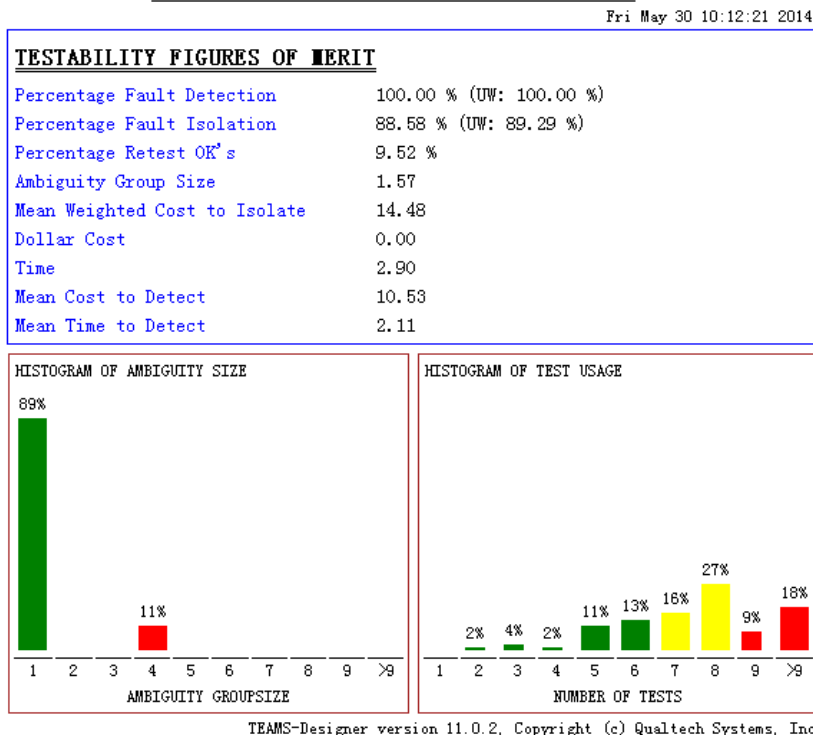 Fri May 30 10:12:21 2014
TESTABILITY FIGURES OF MERIT
Percentage Fault Detection 100.00 % (UW: 100.00 %)
Percentage Fault Isolation 88.58 % (UW: 89.29 %)
Percentage Retest OK's 9.52 %
Ambiguity Group Size 1.57
Mean Weighted Cost to Isolate 14.48
Dollar Cost 0.00
Time 2.90
Mean Cost to Detect 10.53
Mean Time to Detect 2.11
HISTOGRAM OF AMBIGUITY SIZE
89%
11%
1 2 3 4 5 6 7 8 9 >9
AMBIGUITY GROUPSIZE
HISTOGRAM OF TEST USAGE
2% 4% 2% 11% 13% 16% 27% 9% 18%
1 2 3 4 5 6 7 8 9 >9
NUMBER OF TESTS
TEAMS-Designer version 11.0.2, Copyright (c) Qualtech Systems, Inc